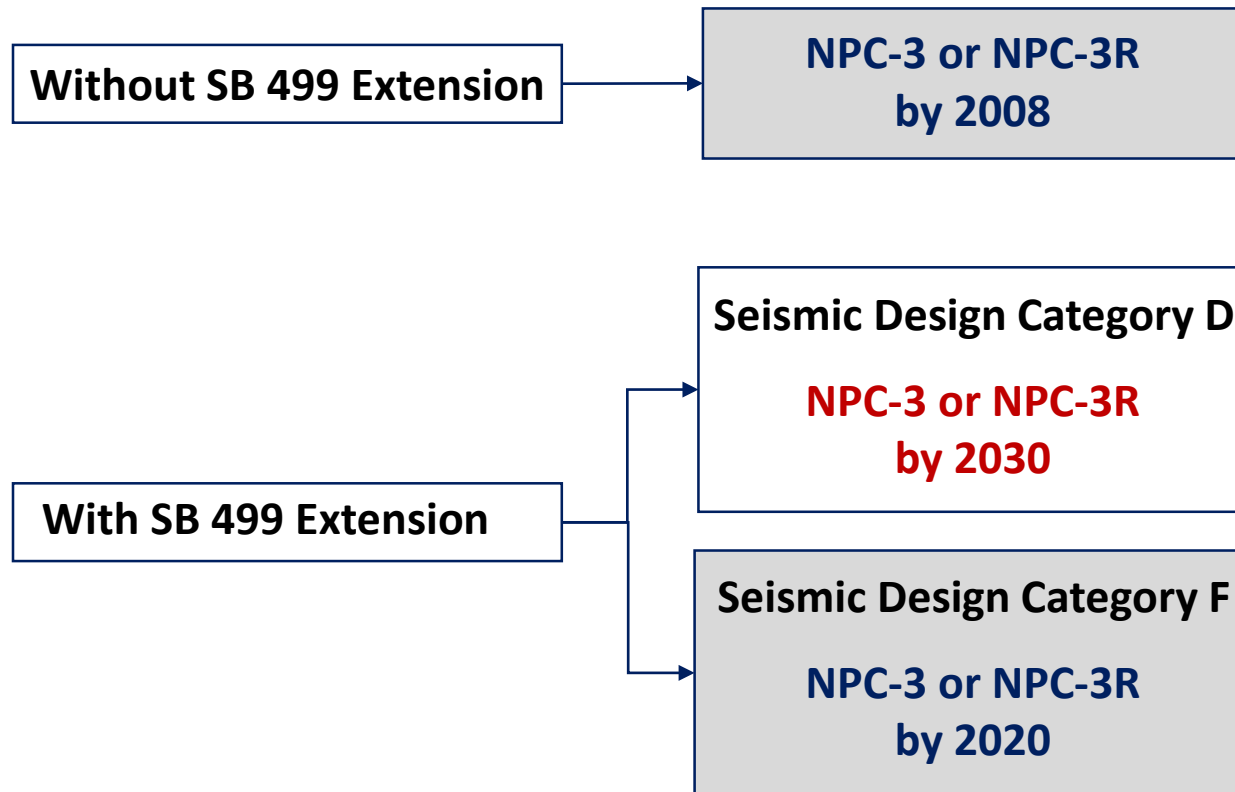 Without SB 499 Extension
NPC-3 or NPC-3R
by 2008
Seismic Design Category D
NPC-3 or NPC-3R
by 2030
With SB 499 Extension
Seismic Design Category F
NPC-3 or NPC-3R
by 2020